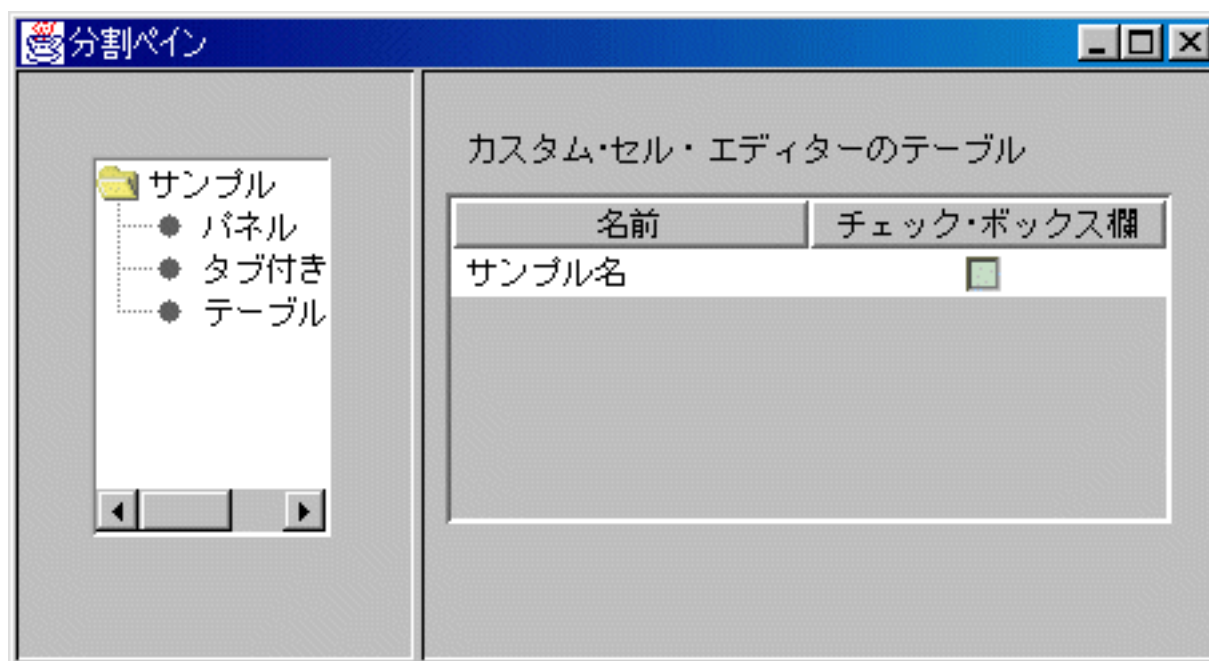 分割ペイン
サンプル
パネル
タブ付き
テーブル
カスタム・セル・エディターのテーブル
名前 チェック・ボックス欄
サンプル名